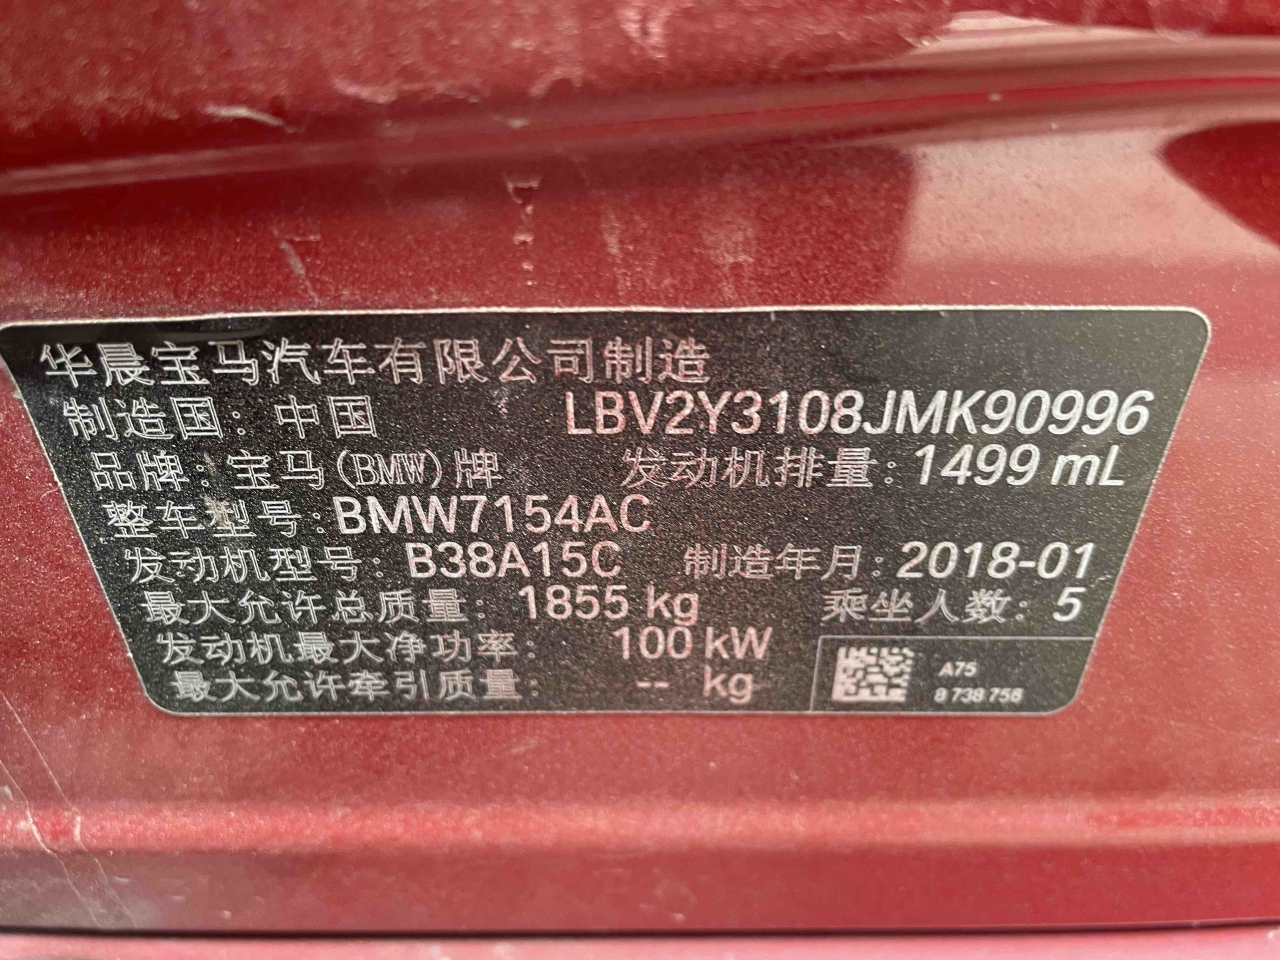 华晨宝马汽车有限公司制造
制造国：中国 LBV2Y3108JMK90996
品牌：宝马(BMW)牌 发动机排量：1499 mL
整车型号：BMW7154AC
发动机型号：B38A15C 制造年月：2018-01
最大允许总质量：1855 kg 乘坐人数：5
发动机最大净功率：100 kW
最大允许牵引质量：-- kg
A75
8 738 756